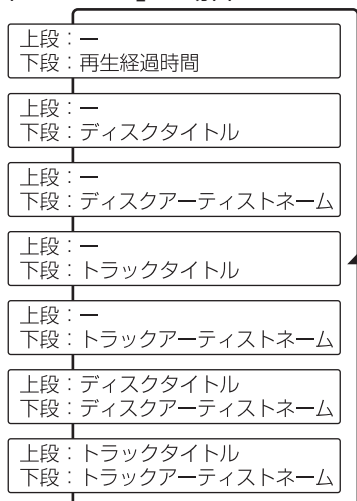 上段：ー
下段：再生経過時間
上段：ー
下段：ディスクタイトル
上段：ー
下段：ディスクアーティストネーム
上段：ー
下段：トラックタイトル
上段：ー
下段：トラックアーティストネーム
上段：ディスクタイトル
下段：ディスクアーティストネーム
上段：トラックタイトル
下段：トラックアーティストネーム